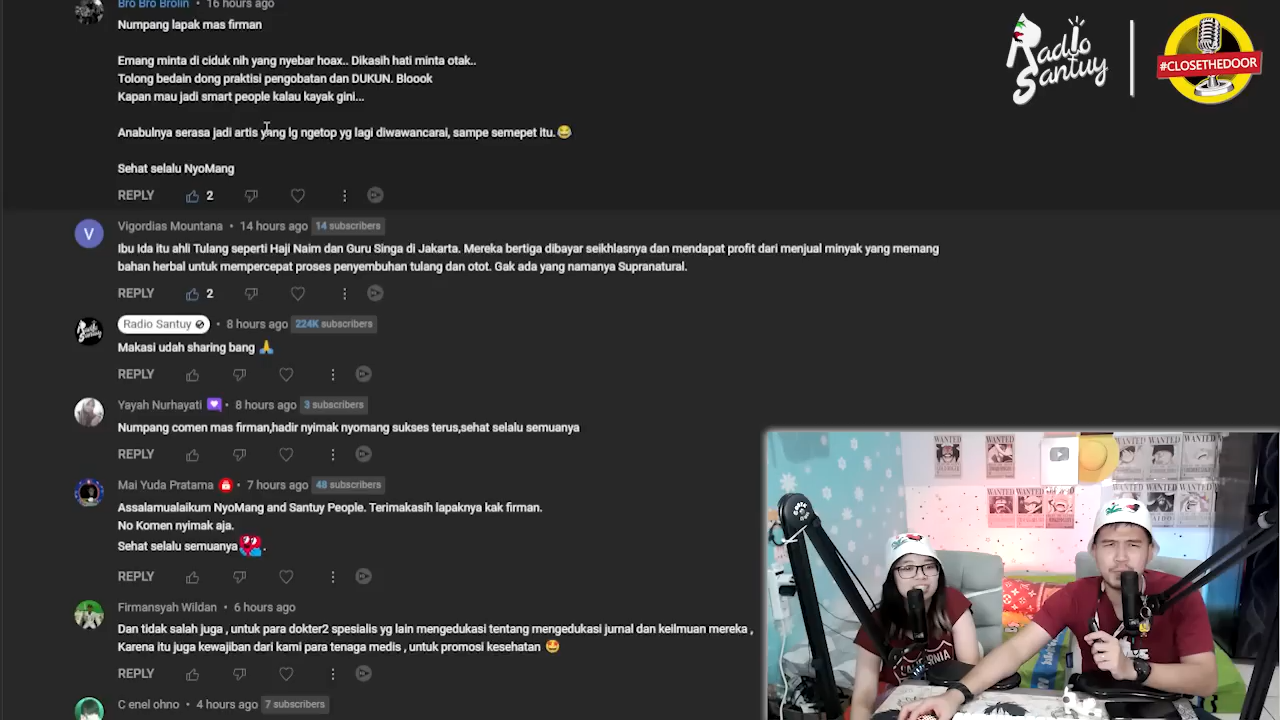 Bro Bro Brolin • 16 hours ago
Numpang lapak mas firman
Emang minta di ciduk nih yang nyebar hoax.. Dikasih hati minta otak..
Tolong bedain dong praktisi pengobatan dan DUKUN. Bloook
Kapan mau jadi smart people kalau kayak gini...
Anabulnya serasa jadi artis yang lg ngetop yg lagi diwawancarai, sampe semepet itu.😂
Sehat selalu NyoMang
REPLY 2
V
Vigordias Mountana • 14 hours ago 14 subscribers
Ibu Ida itu ahli Tulang seperti Haji Naim dan Guru Singa di Jakarta. Mereka bertiga dibayar seikhlasnya dan mendapat profit dari menjual minyak yang memang
bahan herbal untuk mempercepat proses penyembuhan tulang dan otot. Gak ada yang namanya Supranatural.
REPLY 2
Radio Santuy • 8 hours ago 224K subscribers
Makasi udah sharing bang 🙏
REPLY
Yayah Nurhayati 💜 • 8 hours ago 3 subscribers
Numpang comen mas firman,hadir nyimak nyomang sukses terus,sehat selalu semuanya
REPLY
Mai Yuda Pratama • 7 hours ago 48 subscribers
Assalamualaikum NyoMang and Santuy People. Terimakasih lapaknya kak firman.
No Komen nyimak aja.
Sehat selalu semuanya .
REPLY
Firmansyah Wildan • 6 hours ago
Dan tidak salah juga , untuk para dokter2 spesialis yg lain mengedukasi tentang mengedukasi jurnal dan keilmuan mereka ,
Karena itu juga kewajiban dari kami para tenaga medis , untuk promosi kesehatan 🤩
REPLY
C enel ohno • 4 hours ago 7 subscribers
Radio
Santuy
#CLOSETHEDOOR
WANTED
WANTED
WANTED
WANTED
WANTED
CALIFORNIA